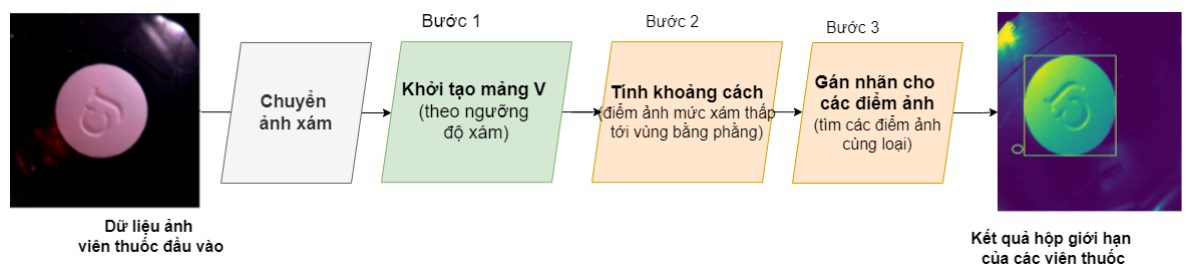 Bước 1
Bước 2
Bước 3
Chuyển
ảnh xám
Khởi tạo mảng V
(theo ngưỡng
độ xám)
Tính khoảng cách
(điểm ảnh mức xám thấp
tới vùng bằng phẳng)
Gán nhãn cho
các điểm ảnh
(tìm các điểm ảnh
cùng loại)
0
Dữ liệu ảnh
viên thuốc đầu vào
Kết quả hộp giới hạn
của các viên thuốc